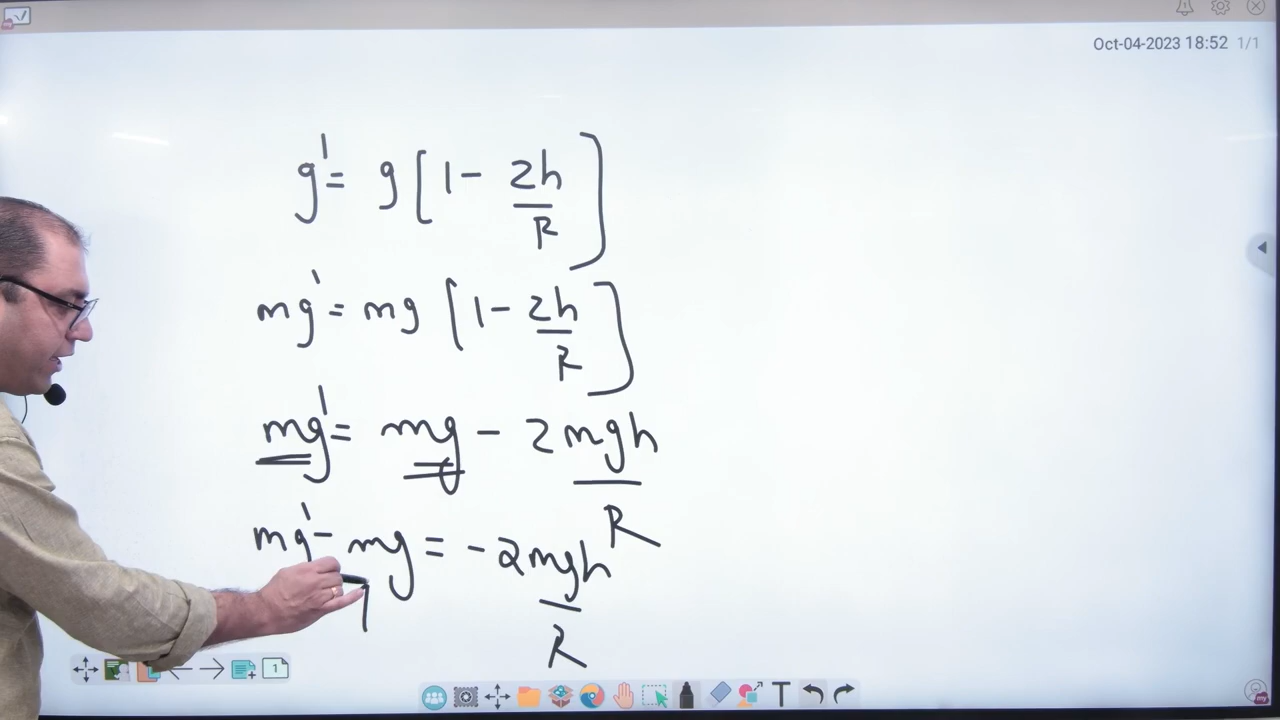 Oct-04-2023 18:52 1/1
g' = g [1 - 2h/R]
mg' = mg [1 - 2h/R]
mg' = mg - 2mgh/R
mg' - mg = -2mgh/R
1
T